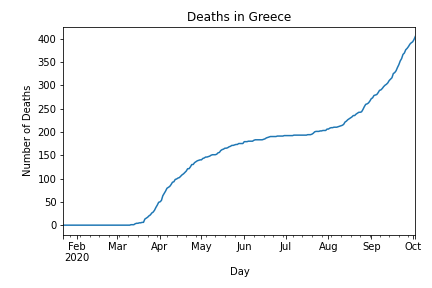 Deaths in Greece
Number of Deaths
400
350
300
250
200
150
100
50
0
Feb Mar Apr May Jun Jul Aug Sep Oct
2020
Day